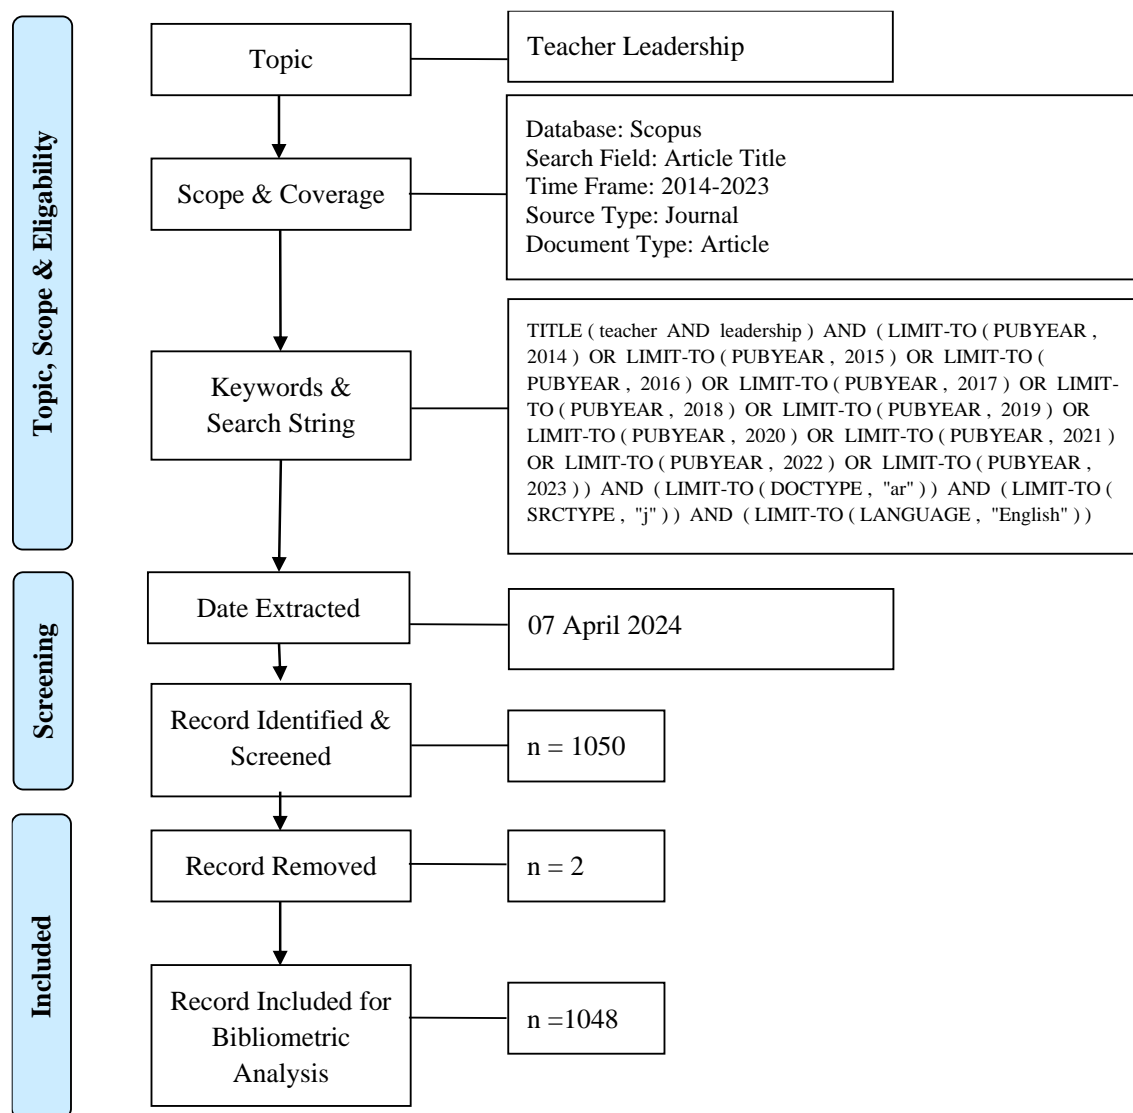 Topic, Scope & Eligability
Topic
Teacher Leadership
Scope & Coverage
Database: Scopus
Search Field: Article Title
Time Frame: 2014-2023
Source Type: Journal
Document Type: Article
Keywords &
Search String
TITLE ( teacher AND leadership ) AND ( LIMIT-TO ( PUBYEAR ,
2014 ) OR LIMIT-TO ( PUBYEAR , 2015 ) OR LIMIT-TO (
PUBYEAR , 2016 ) OR LIMIT-TO ( PUBYEAR , 2017 ) OR LIMIT-
TO ( PUBYEAR , 2018 ) OR LIMIT-TO ( PUBYEAR , 2019 ) OR
LIMIT-TO ( PUBYEAR , 2020 ) OR LIMIT-TO ( PUBYEAR , 2021 )
OR LIMIT-TO ( PUBYEAR , 2022 ) OR LIMIT-TO ( PUBYEAR ,
2023 ) ) AND ( LIMIT-TO ( DOCTYPE , "ar" ) ) AND ( LIMIT-TO (
SRCTYPE , "j" ) ) AND ( LIMIT-TO ( LANGUAGE , "English" ) )
Screening
Date Extracted
07 April 2024
Record Identified &
Screened
n = 1050
Included
Record Removed
n = 2
Record Included for
Bibliometric
Analysis
n =1048